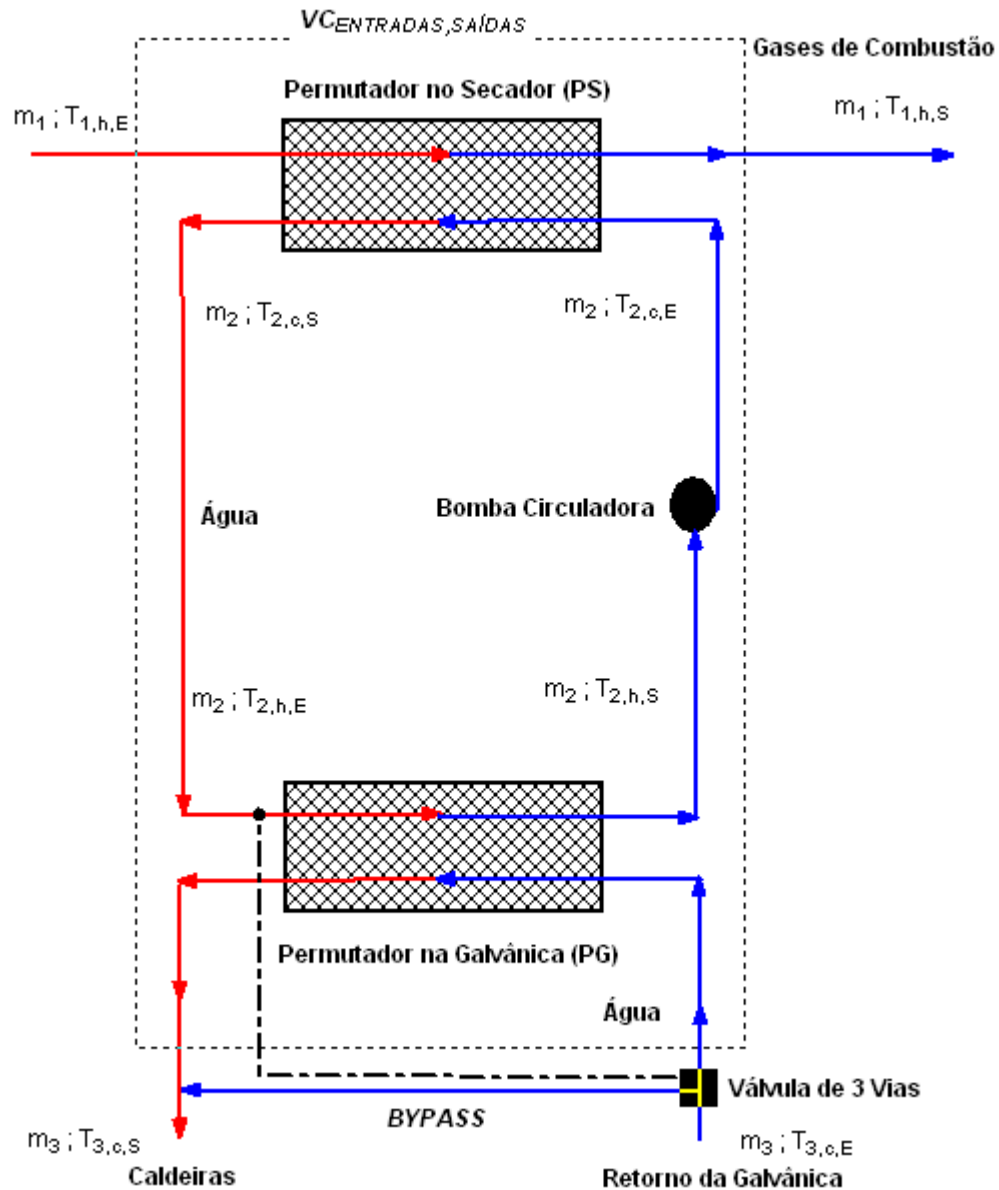 VC_ENTRADAS,SAÍDAS
Gases de Combustão
Permutador no Secador (PS)
m₁ ; T₁,h,E
m₁ ; T₁,h,S
m₂ ; T₂,c,S
m₂ ; T₂,c,E
Água
Bomba Circuladora
m₂ ; T₂,h,E
m₂ ; T₂,h,S
Permutador na Galvânica (PG)
Água
Válvula de 3 Vias
BYPASS
m₃ ; T₃,c,S
m₃ ; T₃,c,E
Caldeiras
Retorno da Galvânica